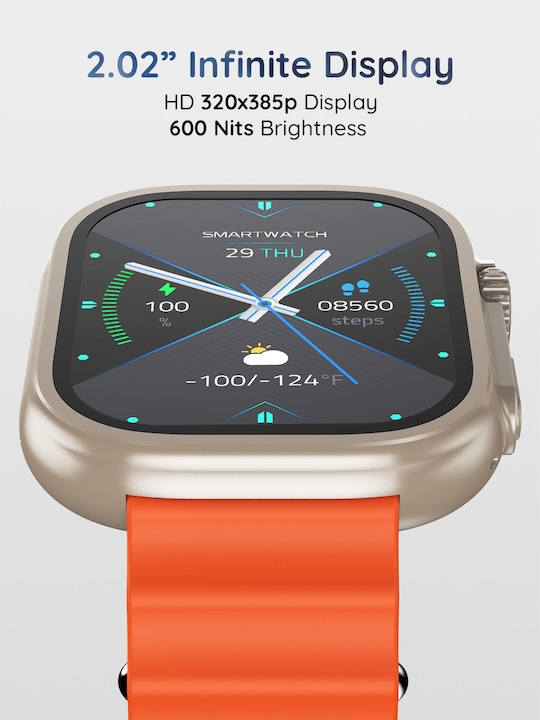 2.02” Infinite Display
HD 320x385p Display
600 Nits Brightness
SMARTWATCH
29 THU
100
%
08560
steps
-100/-124°F